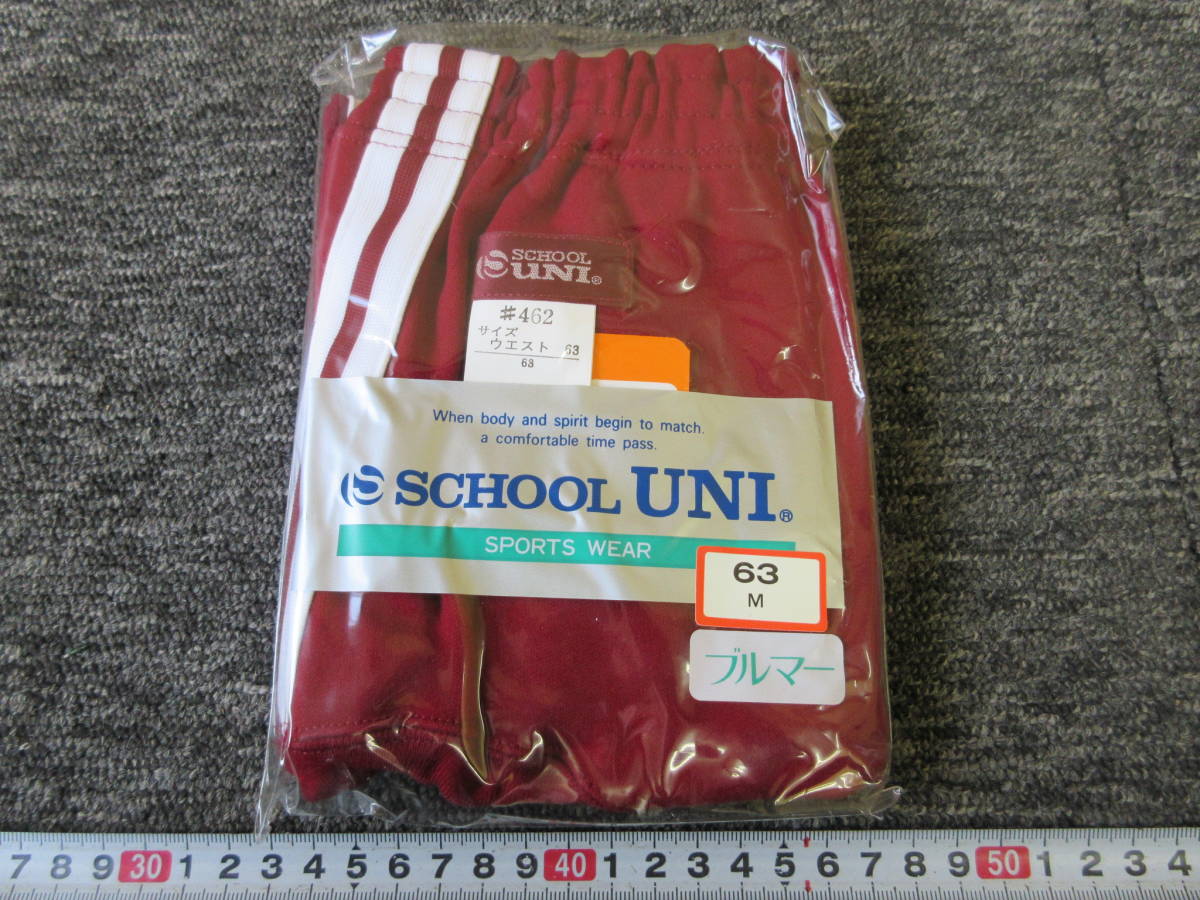 SCHOOL
UNI®
#462
サイズ
ウエスト 63
63
When body and spirit begin to match.
a comfortable time pass.
SCHOOL UNI®
SPORTS WEAR
63
M
ブルマー
7 8 9 30 1 2 3 4 5 6 7 8 9 40 1 2 3 4 5 6 7 8 9 50 1 2 3 4